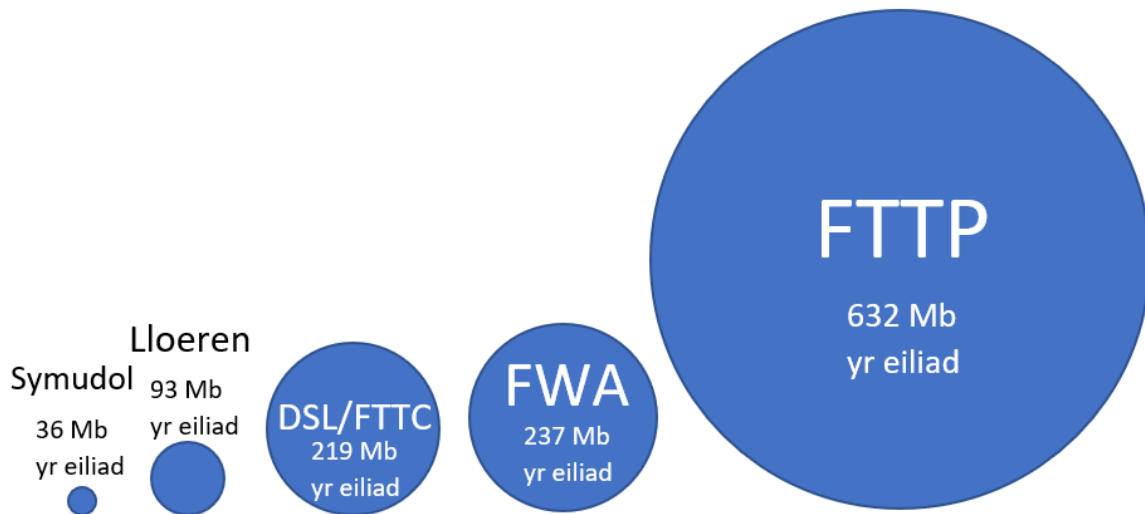 Symudol
36 Mb
yr eiliad
Lloeren
93 Mb
yr eiliad
DSL/FTTC
219 Mb
yr eiliad
FWA
237 Mb
yr eiliad
FTTP
632 Mb
yr eiliad